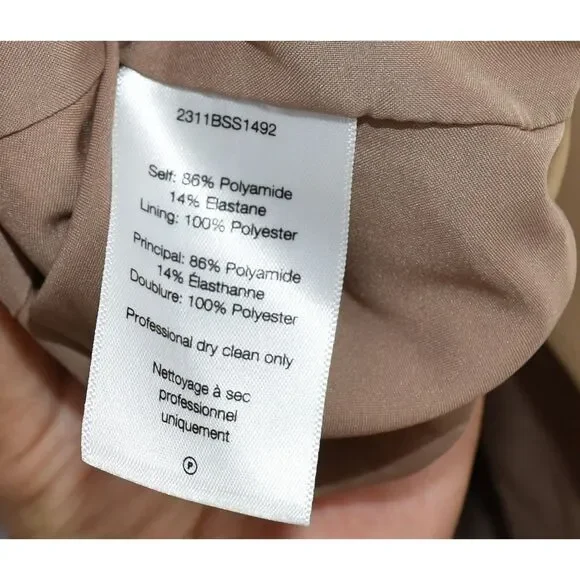 2311BSS1492
Self: 86% Polyamide
14% Elastane
Lining: 100% Polyester
Principal: 86% Polyamide
14% Élasthanne
Doublure: 100% Polyester
Professional dry clean only
Nettoyage à sec
professionnel
uniquement
P